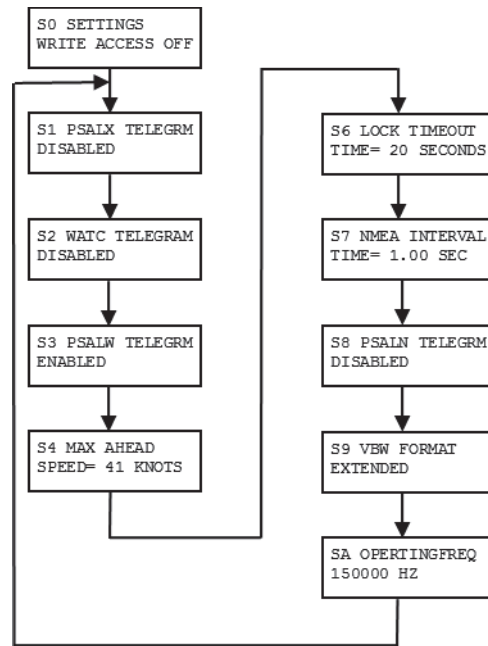 S0 SETTINGS
WRITE ACCESS OFF
S1 PSALX TELEGRM
DISABLED
S2 WATC TELEGRAM
DISABLED
S3 PSALW TELEGRM
ENABLED
S4 MAX AHEAD
SPEED= 41 KNOTS
S6 LOCK TIMEOUT
TIME= 20 SECONDS
S7 NMEA INTERVAL
TIME= 1.00 SEC
S8 PSALN TELEGRM
DISABLED
S9 VBW FORMAT
EXTENDED
SA OPERTINGFREQ
150000 HZ